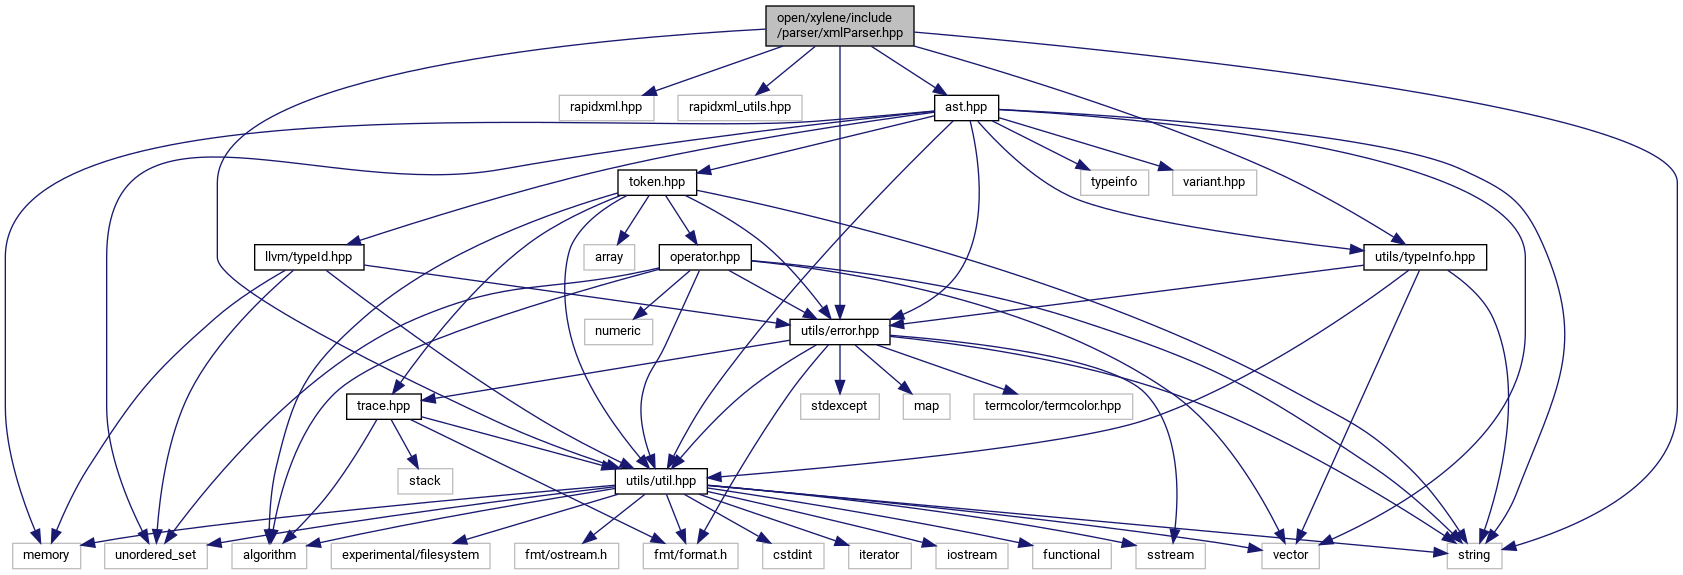 open/xylene/include
/parser/xmlParser.hpp
rapidxml.hpp
rapidxml_utils.hpp
ast.hpp
token.hpp
typeinfo
variant.hpp
llvm/typeId.hpp
array
operator.hpp
utils/typeInfo.hpp
numeric
utils/error.hpp
trace.hpp
stdexcept
map
termcolor/termcolor.hpp
stack
utils/util.hpp
memory
unordered_set
algorithm
experimental/filesystem
fmt/ostream.h
fmt/format.h
cstdint
iterator
iostream
functional
sstream
vector
string